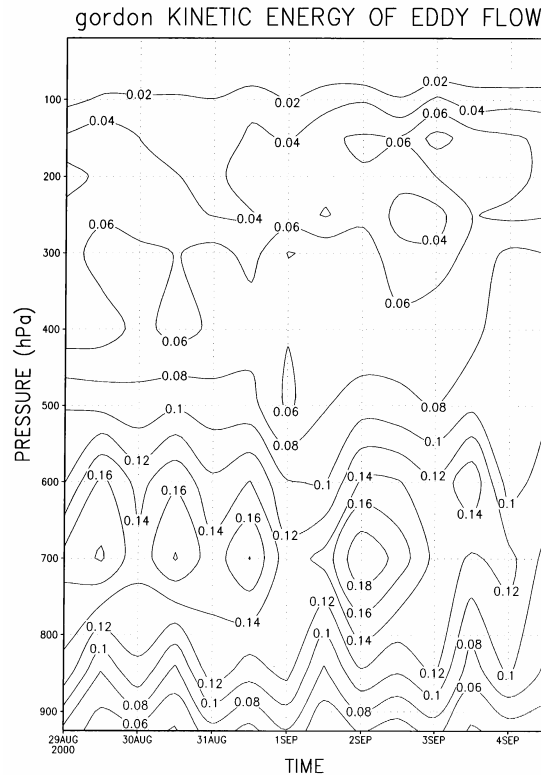 gordon KINETIC ENERGY OF EDDY FLOW
0.02 0.02 0.02
100
0.04 0.04 0.06 0.04
0.06
200
0.04 0.04
0.06 0.06
300
0.06
400
0.06
0.08
0.06 0.08
500
0.1 0.08 0.1
0.12 0.12
600
0.16 0.16 0.1 0.14
0.16
0.14 0.14 0.16 0.14
0.12
700
0.18
0.12 0.12
0.16
0.14
0.12 0.1 0.14
800
0.1 0.12 0.08 0.1
0.12
0.08 0.1 0.08 0.1 0.06
900
0.06
PRESSURE (hPa)
29AUG 30AUG 31AUG 1SEP 2SEP 3SEP 4SEP
2000
TIME